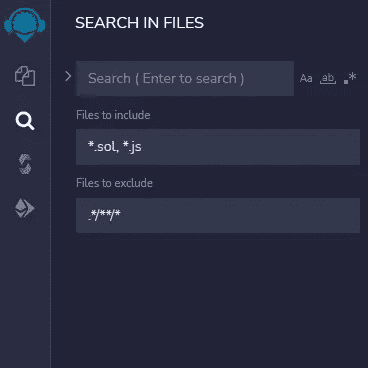 SEARCH IN FILES
Search ( Enter to search )
Aa ab .*
Files to include
*.sol, *.js
Files to exclude
.*/**/*